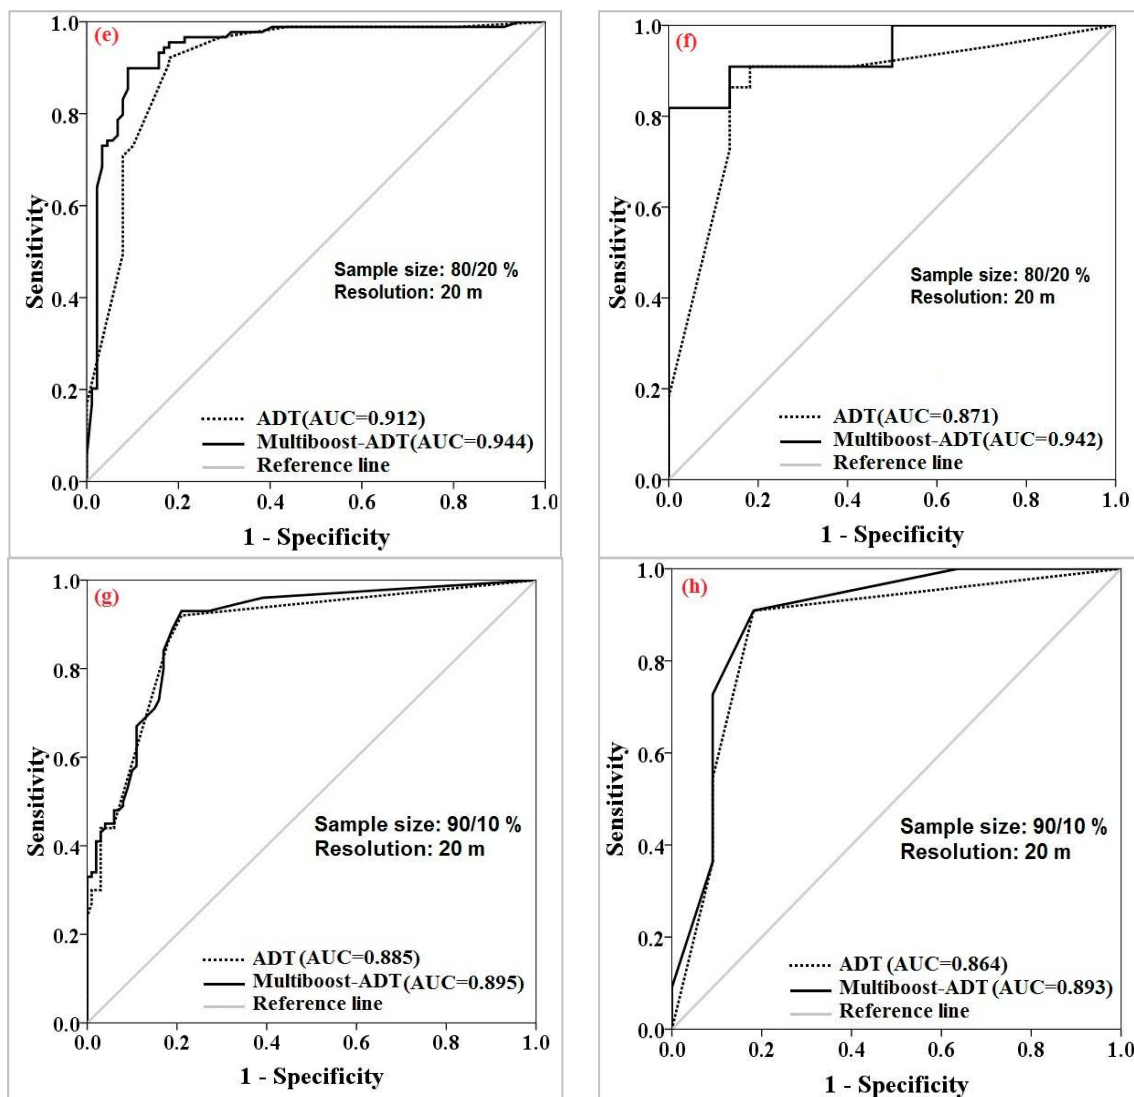 (e)
1.0
0.8
0.6
0.4
0.2
0.0
Sensitivity
Sample size: 80/20 %
Resolution: 20 m
ADT(AUC=0.912)
Multiboost-ADT(AUC=0.944)
Reference line
0.0 0.2 0.4 0.6 0.8 1.0
1 - Specificity
(f)
1.0
0.8
0.6
0.4
0.2
0.0
Sensitivity
Sample size: 80/20 %
Resolution: 20 m
ADT(AUC=0.871)
Multiboost-ADT(AUC=0.942)
Reference line
0.0 0.2 0.4 0.6 0.8 1.0
1 - Specificity
(g)
1.0
0.8
0.6
0.4
0.2
0.0
Sensitivity
Sample size: 90/10 %
Resolution: 20 m
ADT (AUC=0.885)
Multiboost-ADT(AUC=0.895)
Reference line
0.0 0.2 0.4 0.6 0.8 1.0
1 - Specificity
(h)
1.0
0.8
0.6
0.4
0.2
0.0
Sensitivity
Sample size: 90/10 %
Resolution: 20 m
ADT (AUC=0.864)
Multiboost-ADT(AUC=0.893)
Reference line
0.0 0.2 0.4 0.6 0.8 1.0
1 - Specificity